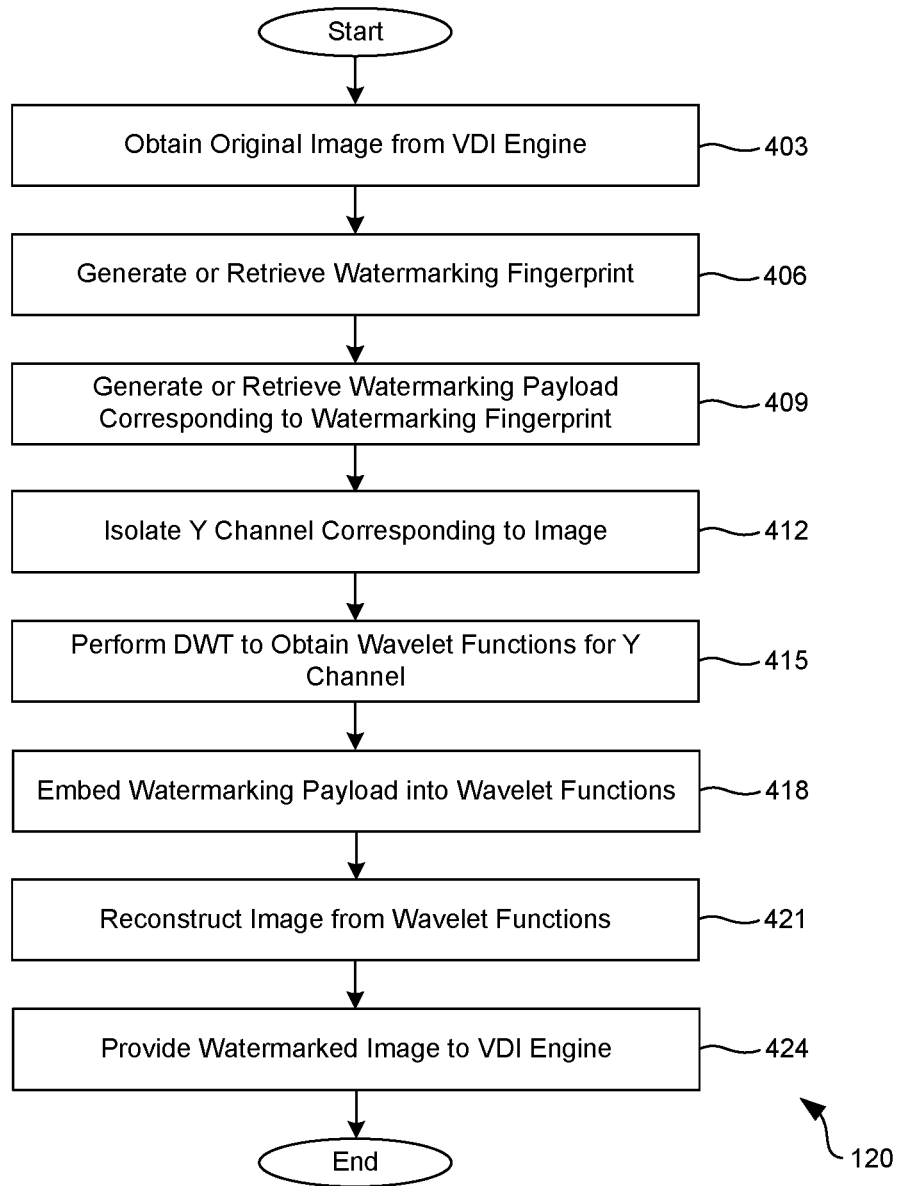 Start
Obtain Original Image from VDI Engine
403
Generate or Retrieve Watermarking Fingerprint
406
Generate or Retrieve Watermarking Payload
Corresponding to Watermarking Fingerprint
409
Isolate Y Channel Corresponding to Image
412
Perform DWT to Obtain Wavelet Functions for Y
Channel
415
Embed Watermarking Payload into Wavelet Functions
418
Reconstruct Image from Wavelet Functions
421
Provide Watermarked Image to VDI Engine
424
End
120